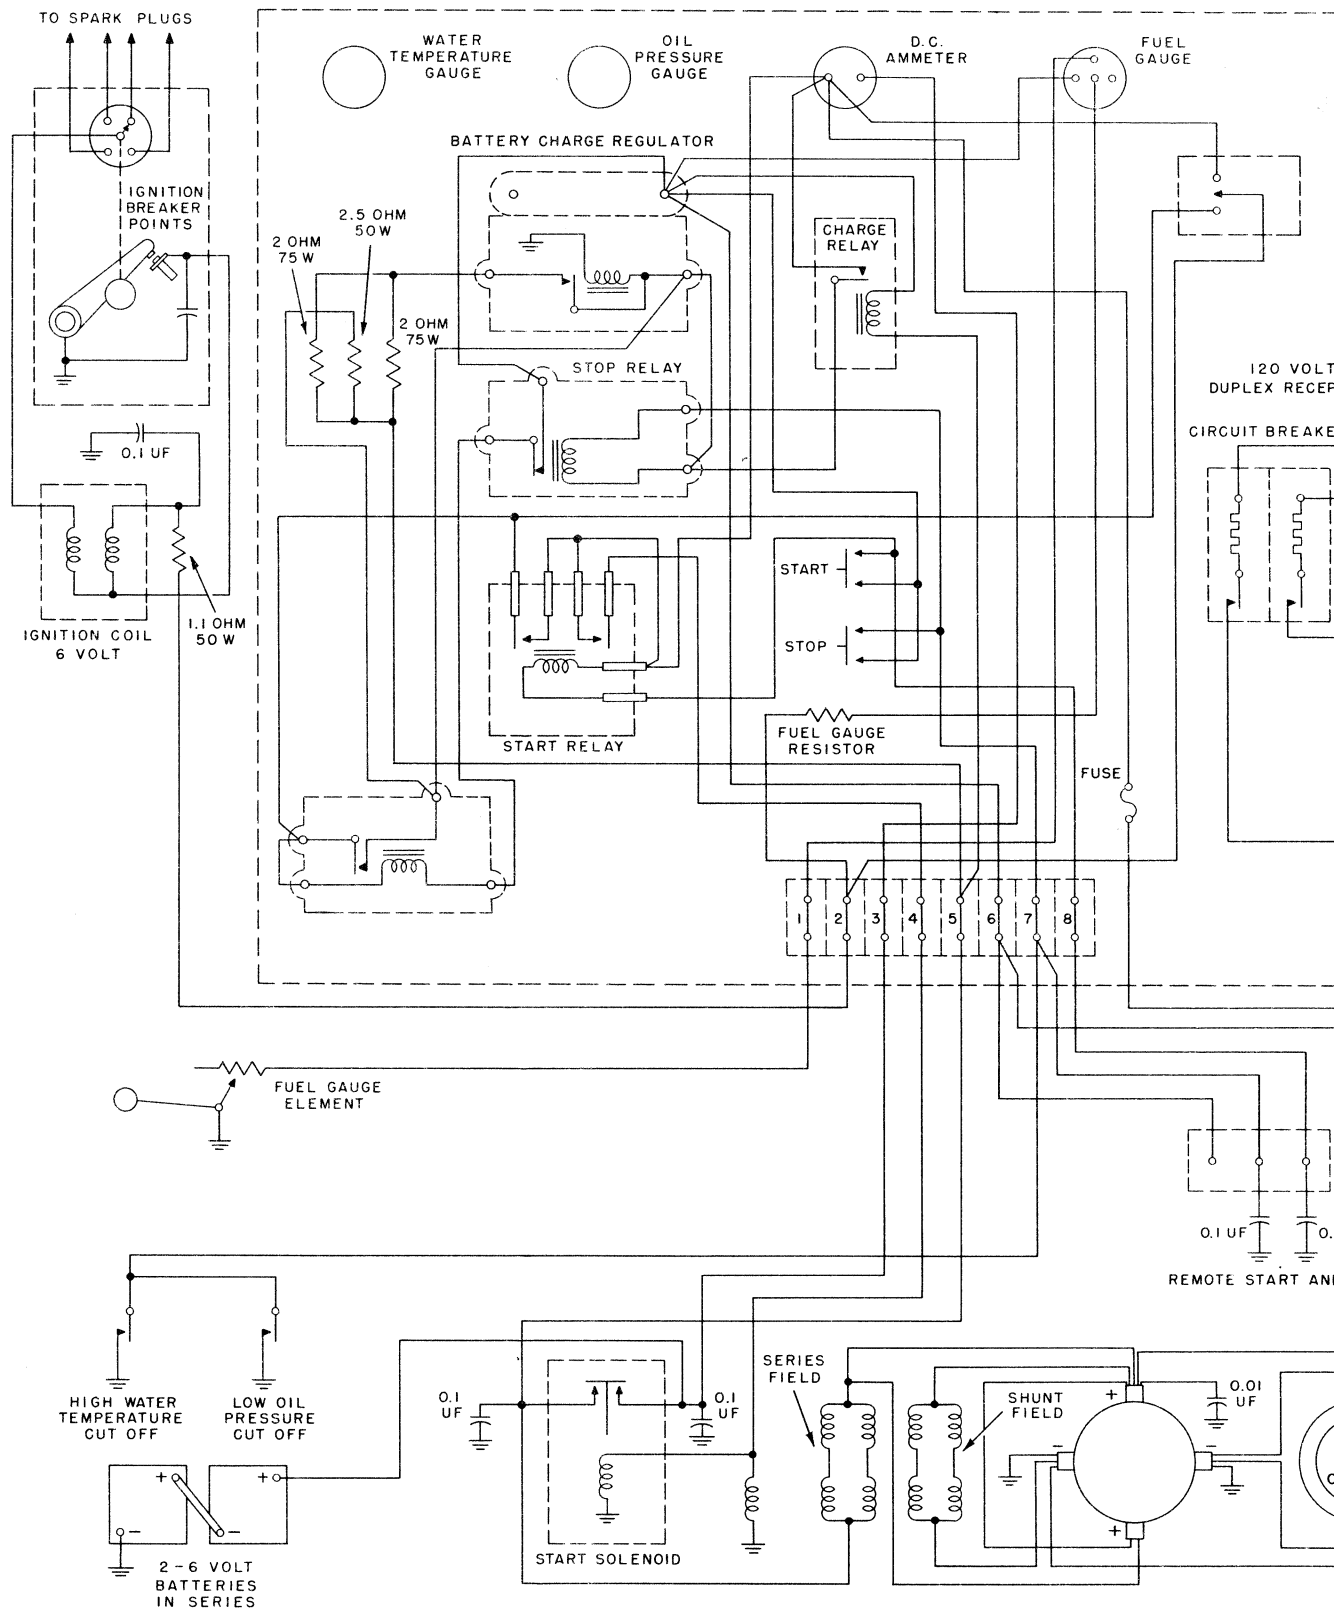 TO SPARK PLUGS
WATER
TEMPERATURE
GAUGE
OIL
PRESSURE
GAUGE
D.C.
AMMETER
FUEL
GAUGE
BATTERY CHARGE REGULATOR
IGNITION
BREAKER
POINTS
2.5 OHM
50W
2 OHM
75W
CHARGE
RELAY
2 OHM
75W
STOP RELAY
120 VOLT
DUPLEX RECEP
CIRCUIT BREAKE
0.1 UF
START
STOP
1.1 OHM
50W
IGNITION COIL
6 VOLT
START RELAY
FUEL GAUGE
RESISTOR
FUSE
1 2 3 4 5 6 7 8
FUEL GAUGE
ELEMENT
0.1 UF
0.
REMOTE START AN
SERIES
FIELD
SHUNT
FIELD
HIGH WATER
TEMPERATURE
CUT OFF
LOW OIL
PRESSURE
CUT OFF
0.1
UF
0.1
UF
+
0.01
UF
-
-
+
+
+
-
-
START SOLENOID
2-6 VOLT
BATTERIES
IN SERIES